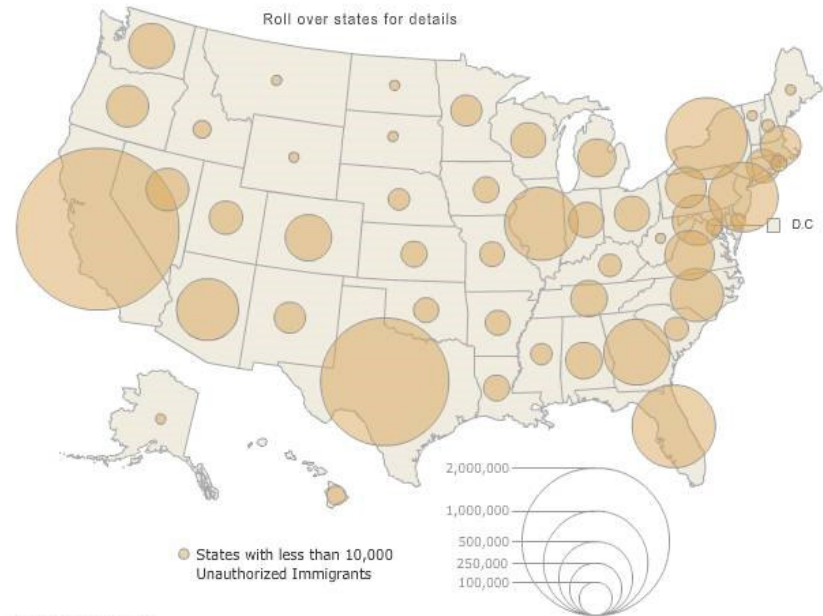 Roll over states for details
D.C
2,000,000
1,000,000
500,000
250,000
100,000
States with less than 10,000
Unauthorized Immigrants